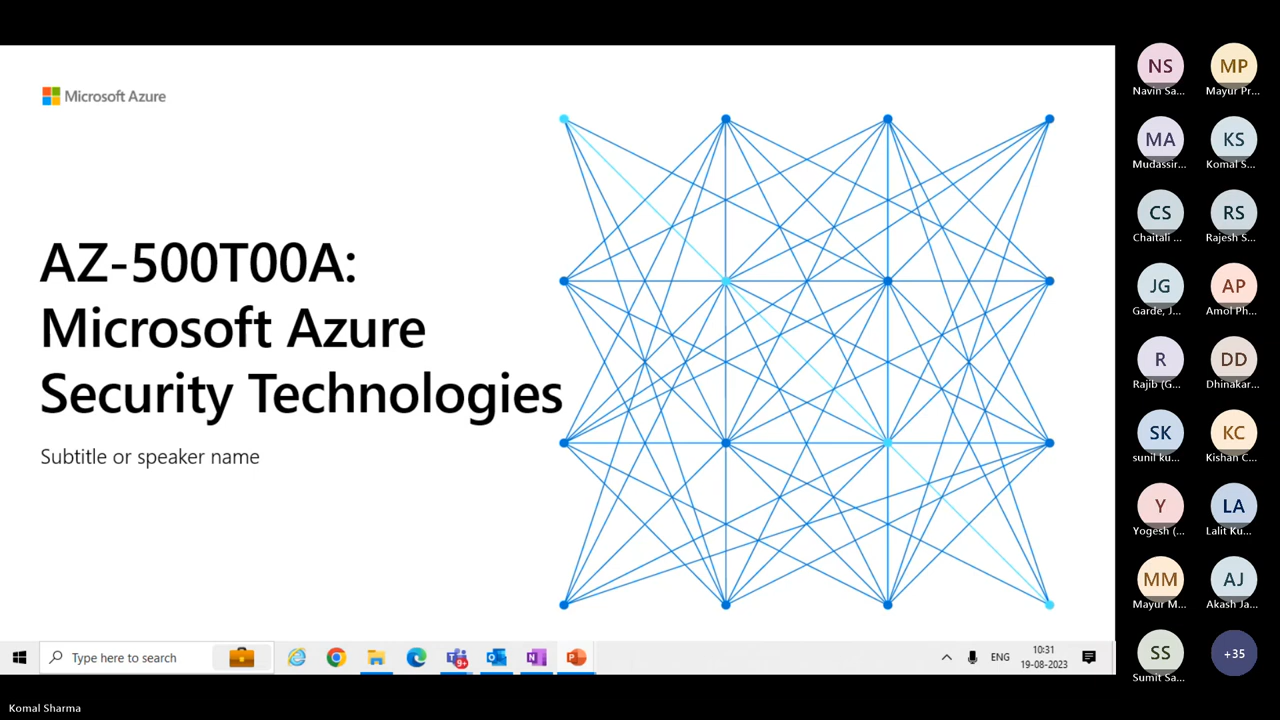 Microsoft Azure
AZ-500T00A:
Microsoft Azure
Security Technologies
Subtitle or speaker name
NS
Navin Sa...
MP
Mayur Pr...
MA
Mudassir...
KS
Komal S...
CS
Chaitali ...
RS
Rajesh S...
JG
Garde, J...
AP
Amol Ph...
R
Rajib (G...
DD
Dhinakar...
SK
sunil ku...
KC
Kishan C...
Y
Yogesh (...
LA
Lalit Ku...
MM
Mayur M...
AJ
Akash Ja...
SS
Sumit Sa...
+35
Type here to search
9+
ENG
10:31
19-08-2023
Komal Sharma